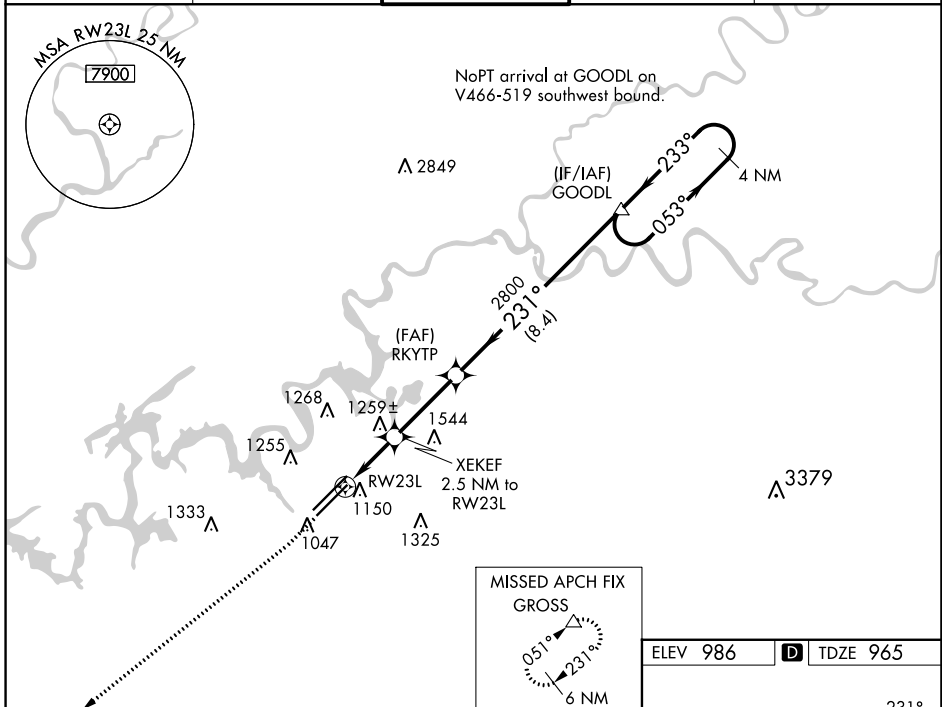 MSA RW23L 25 NM
7900
NoPT arrival at GOODL on
V466-519 southwest bound.
2849
(IF/IAF)
GOODL
233°
053°
4 NM
2800
231°
(8.4)
(FAF)
RKYTP
1268
1259±
1544
1255
XEKEF
2.5 NM to
RW23L
RW23L
1150
3379
1333
1047
1325
MISSED APCH FIX
GROSS
051°
231°
6 NM
ELEV 986
D
TDZE 965
231°